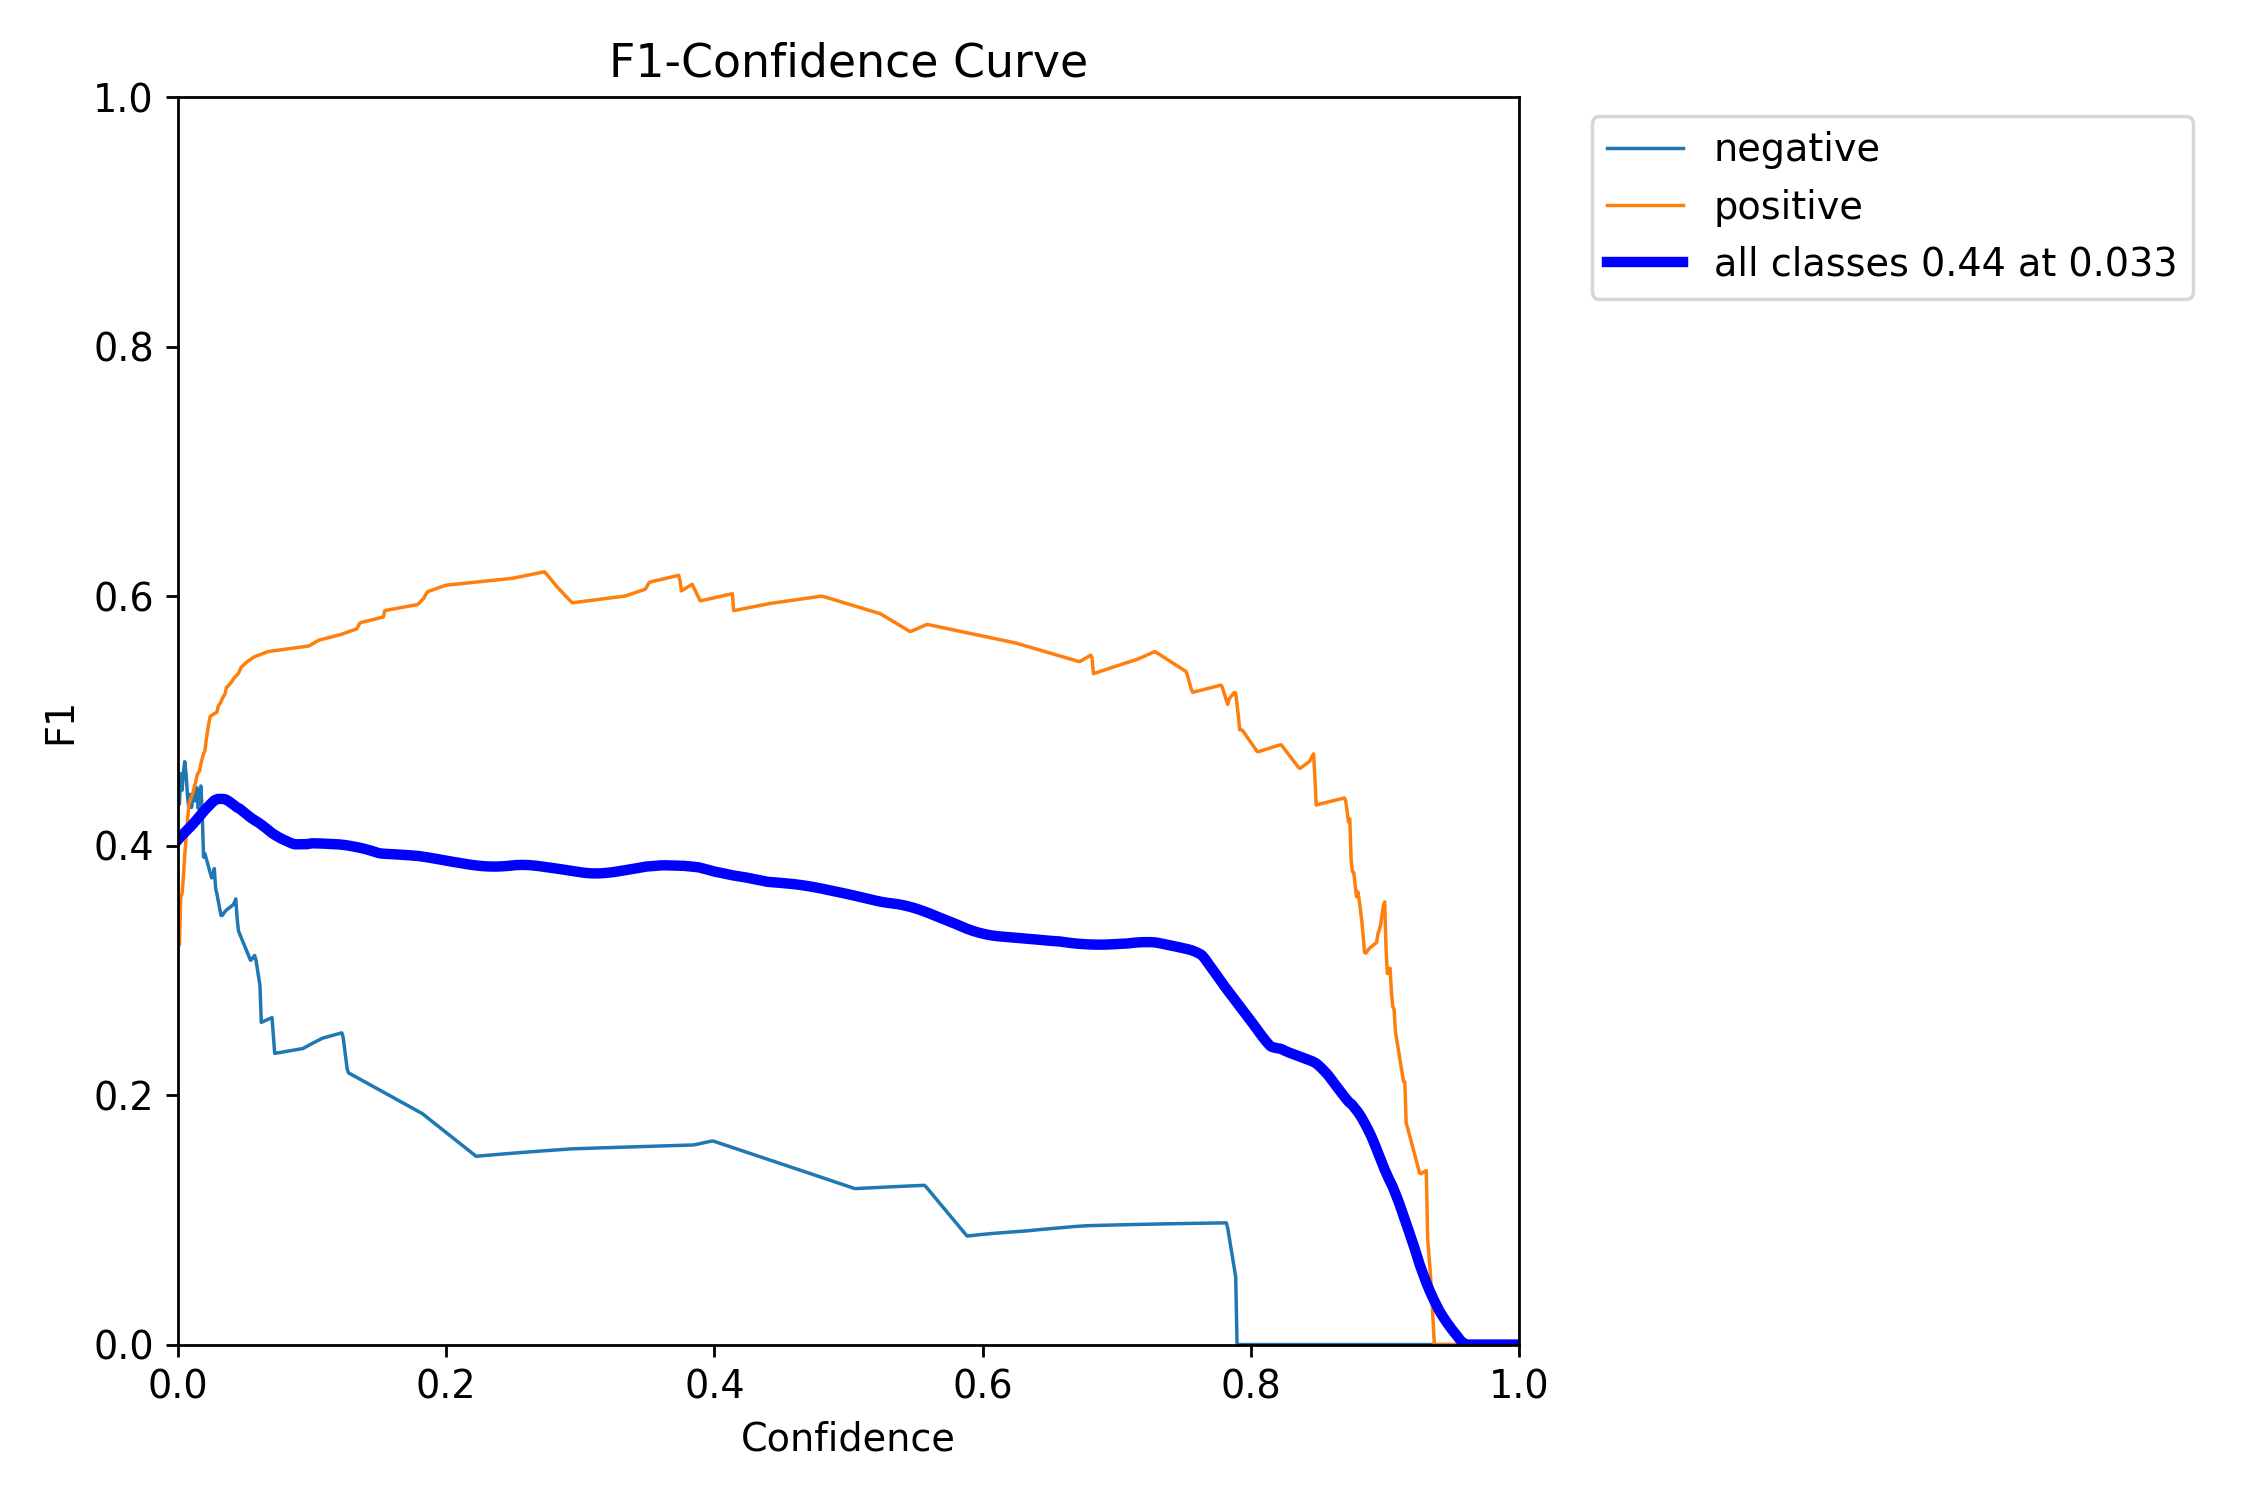 F1-Confidence Curve
1.0
0.8
0.6
0.4
0.2
0.0
F1
0.0 0.2 0.4 0.6 0.8 1.0
Confidence
negative
positive
all classes 0.44 at 0.033